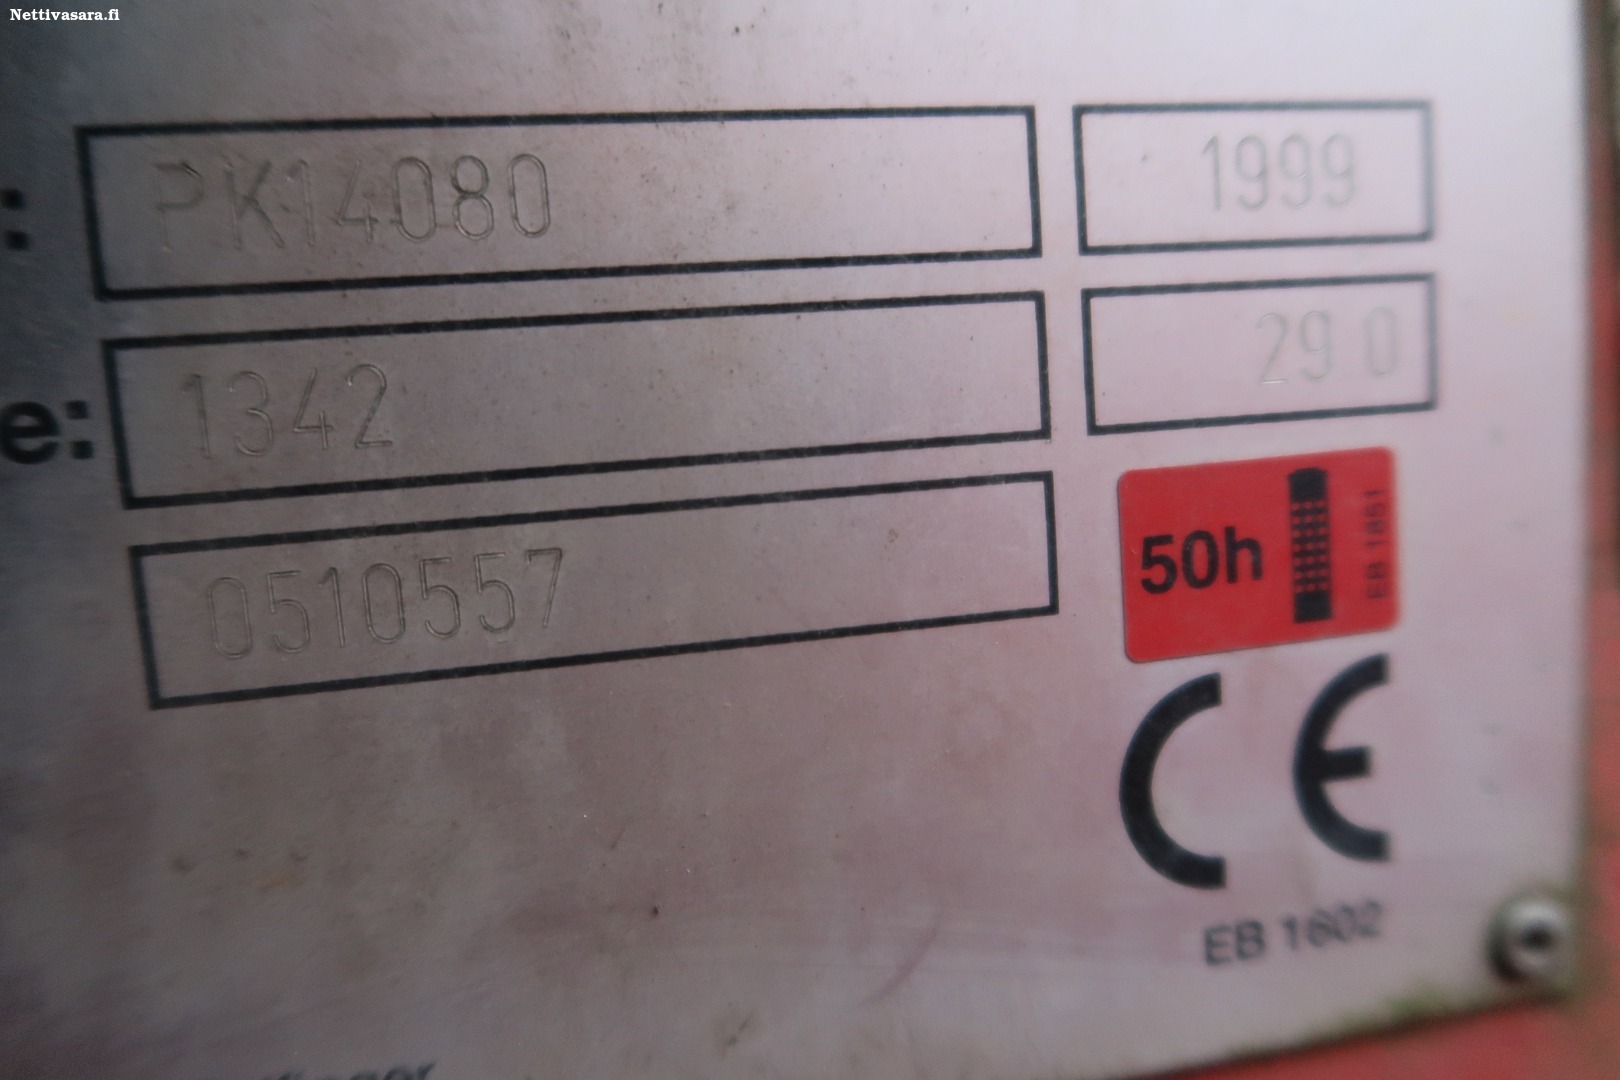 Nettivasara.fi
: PK14080 1999
e: 1342 29 0
0510557
50h EB 1851
CE
EB 1602